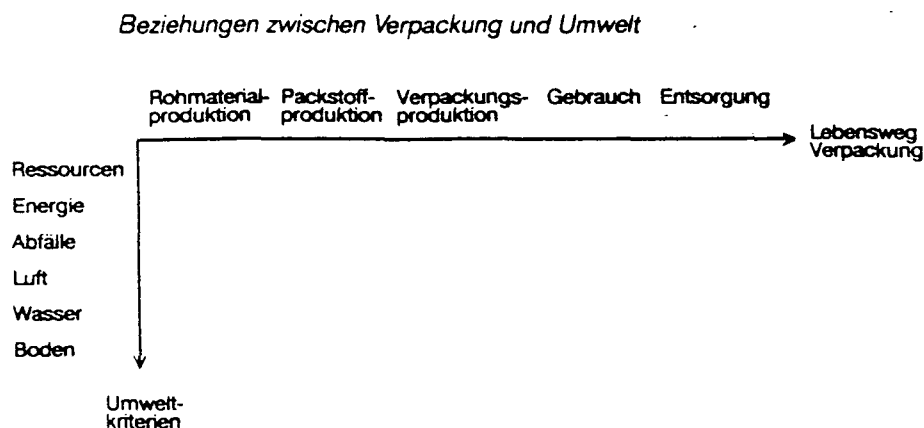 Beziehungen zwischen Verpackung und Umwelt
Rohmaterial- Packstoff- Verpackungs- Gebrauch Entsorgung
produktion produktion produktion
Lebensweg
Verpackung
Ressourcen
Energie
Abfälle
Luft
Wasser
Boden
Umwelt-
kriterien